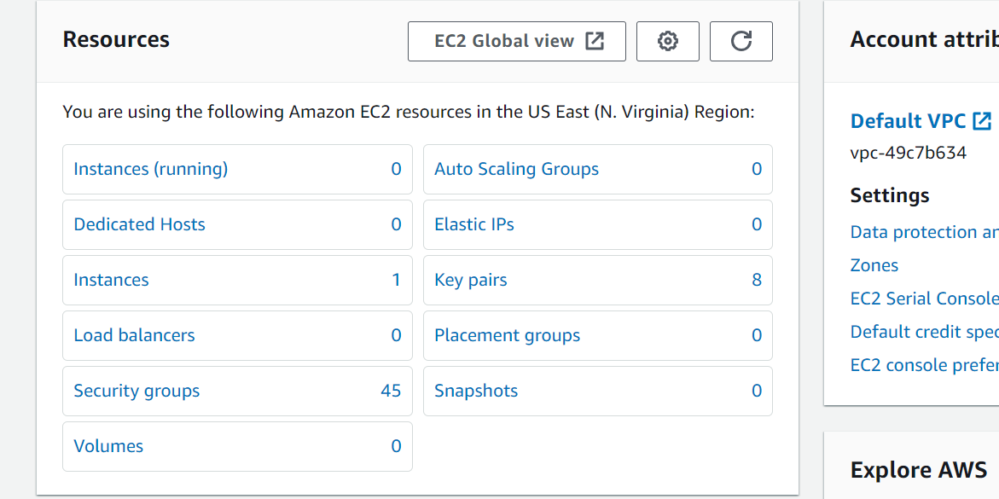 Resources
EC2 Global view
You are using the following Amazon EC2 resources in the US East (N. Virginia) Region:
Instances (running) 0
Auto Scaling Groups 0
Dedicated Hosts 0
Elastic IPs 0
Instances 1
Key pairs 8
Load balancers 0
Placement groups 0
Security groups 45
Snapshots 0
Volumes 0
Account attrib
Default VPC
vpc-49c7b634
Settings
Data protection an
Zones
EC2 Serial Console
Default credit spec
EC2 console prefer
Explore AWS